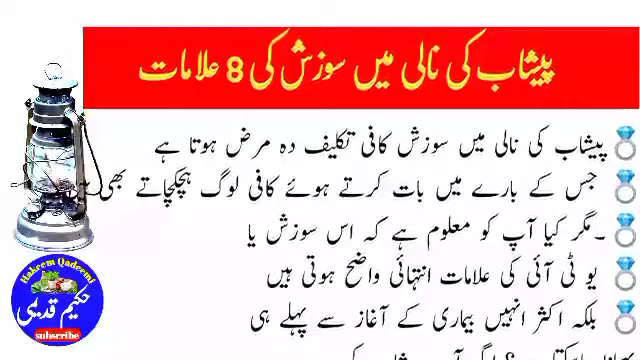 پیشاب کی نالی میں سوزش کی 8 علامات
پیشاب کی نالی میں سوزش کافی تکلیف دہ مرض ہوتا ہے
جس کے بارے میں بات کرتے ہوئے کافی لوگ ہچکچاتے بھی
۔مگر کیا آپ کو معلوم ہے کہ اس سوزش یا
یو ٹی آئی کی علامات انتہائی واضح ہوتی ہیں
بلکہ اکثر انہیں بیماری کے آغاز سے پہلے ہی
Hakeem Qadeemi
حکیم قدیمی
subscribe